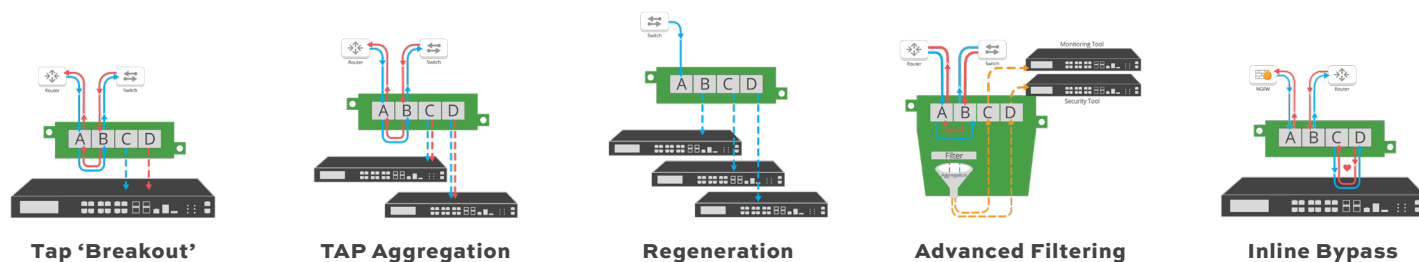 Router
Switch
A B C D
Tap ‘Breakout’
Router
Switch
A B C D
TAP Aggregation
Switch
A B C D
Regeneration
Monitoring Tool
Router
Switch
Security Tool
A B C D
Filter
Aggregation
Advanced Filtering
NGFW
Router
A B C D
Inline Bypass